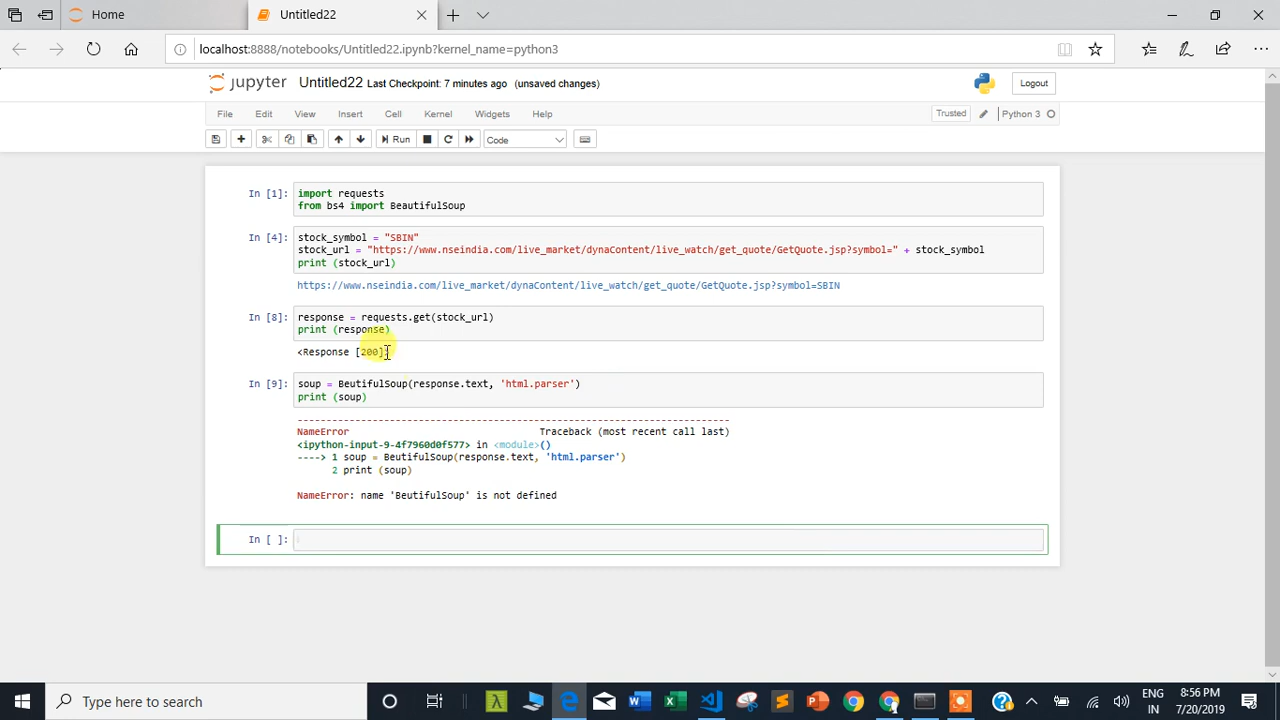 Home
Untitled22
localhost:8888/notebooks/Untitled22.ipynb?kernel_name=python3
jupyter Untitled22 Last Checkpoint: 7 minutes ago (unsaved changes)
Logout
File Edit View Insert Cell Kernel Widgets Help
Trusted
Python 3
Run
Code
In [1]: import requests
from bs4 import BeautifulSoup
In [4]: stock_symbol = "SBIN"
stock_url = "https://www.nseindia.com/live_market/dynaContent/live_watch/get_quote/GetQuote.jsp?symbol=" + stock_symbol
print (stock_url)
https://www.nseindia.com/live_market/dynaContent/live_watch/get_quote/GetQuote.jsp?symbol=SBIN
In [8]: response = requests.get(stock_url)
print (response)
<Response [200]>
In [9]: soup = BeutifulSoup(response.text, 'html.parser')
print (soup)
---------------------------------------------------------------------------
NameError Traceback (most recent call last)
<ipython-input-9-4f7960d0f577> in <module>()
----> 1 soup = BeutifulSoup(response.text, 'html.parser')
2 print (soup)
NameError: name 'BeutifulSoup' is not defined
In [ ]:
Type here to search
ENG
IN
8:56 PM
7/20/2019